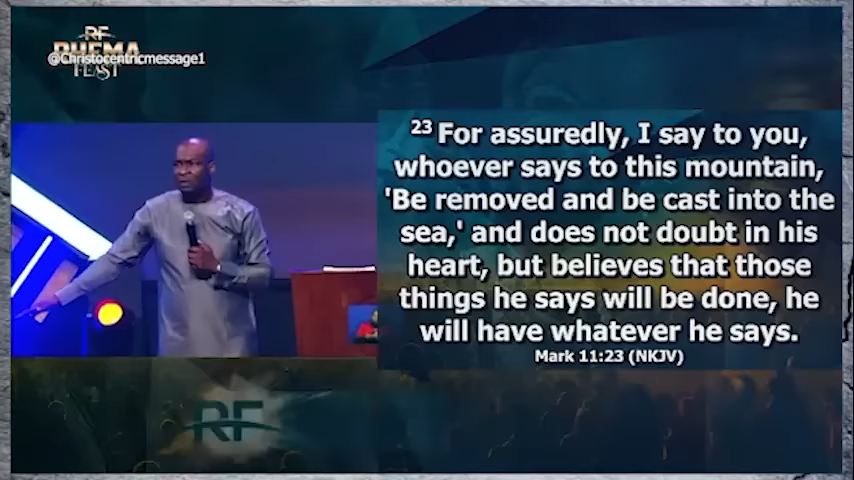 RF
RHEMA
@Christocentricmessage1
FEAST
23 For assuredly, I say to you,
whoever says to this mountain,
'Be removed and be cast into the
sea,' and does not doubt in his
heart, but believes that those
things he says will be done, he
will have whatever he says.
Mark 11:23 (NKJV)
RF